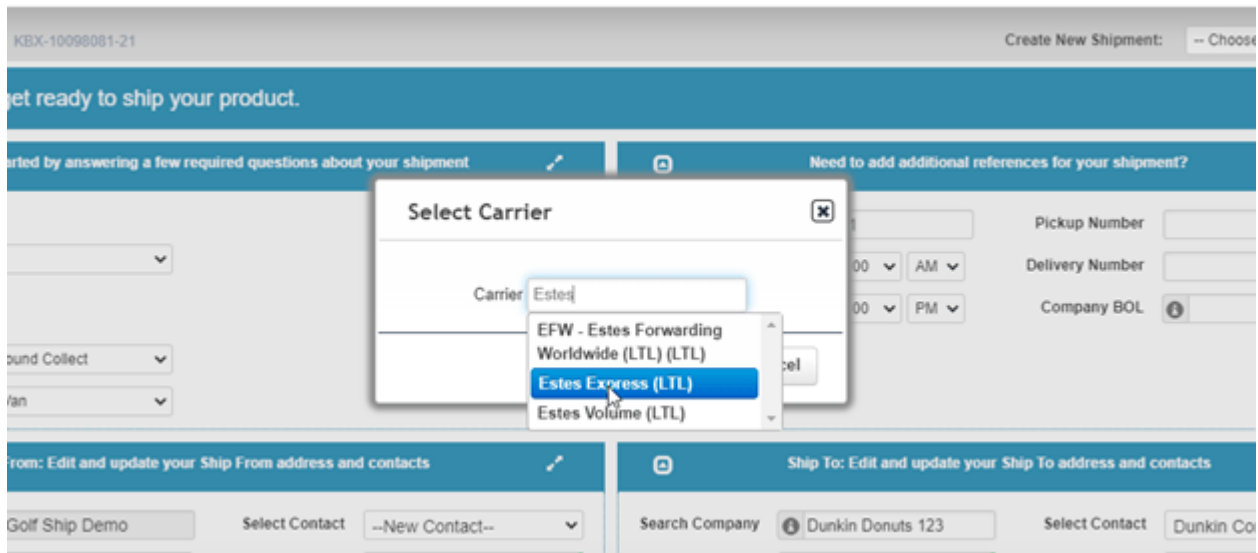 KBX-10098081-21
Create New Shipment: -- Choose
get ready to ship your product.
arted by answering a few required questions about your shipment
Need to add additional references for your shipment?
Select Carrier
Pickup Number
00 AM Delivery Number
Carrier Estes
00 PM Company BOL
EFW - Estes Forwarding
Worldwide (LTL) (LTL)
ound Collect
cel
Estes Express (LTL)
Van
Estes Volume (LTL)
From: Edit and update your Ship From address and contacts
Ship To: Edit and update your Ship To address and contacts
Golf Ship Demo Select Contact --New Contact--
Search Company Dunkin Donuts 123 Select Contact Dunkin Co